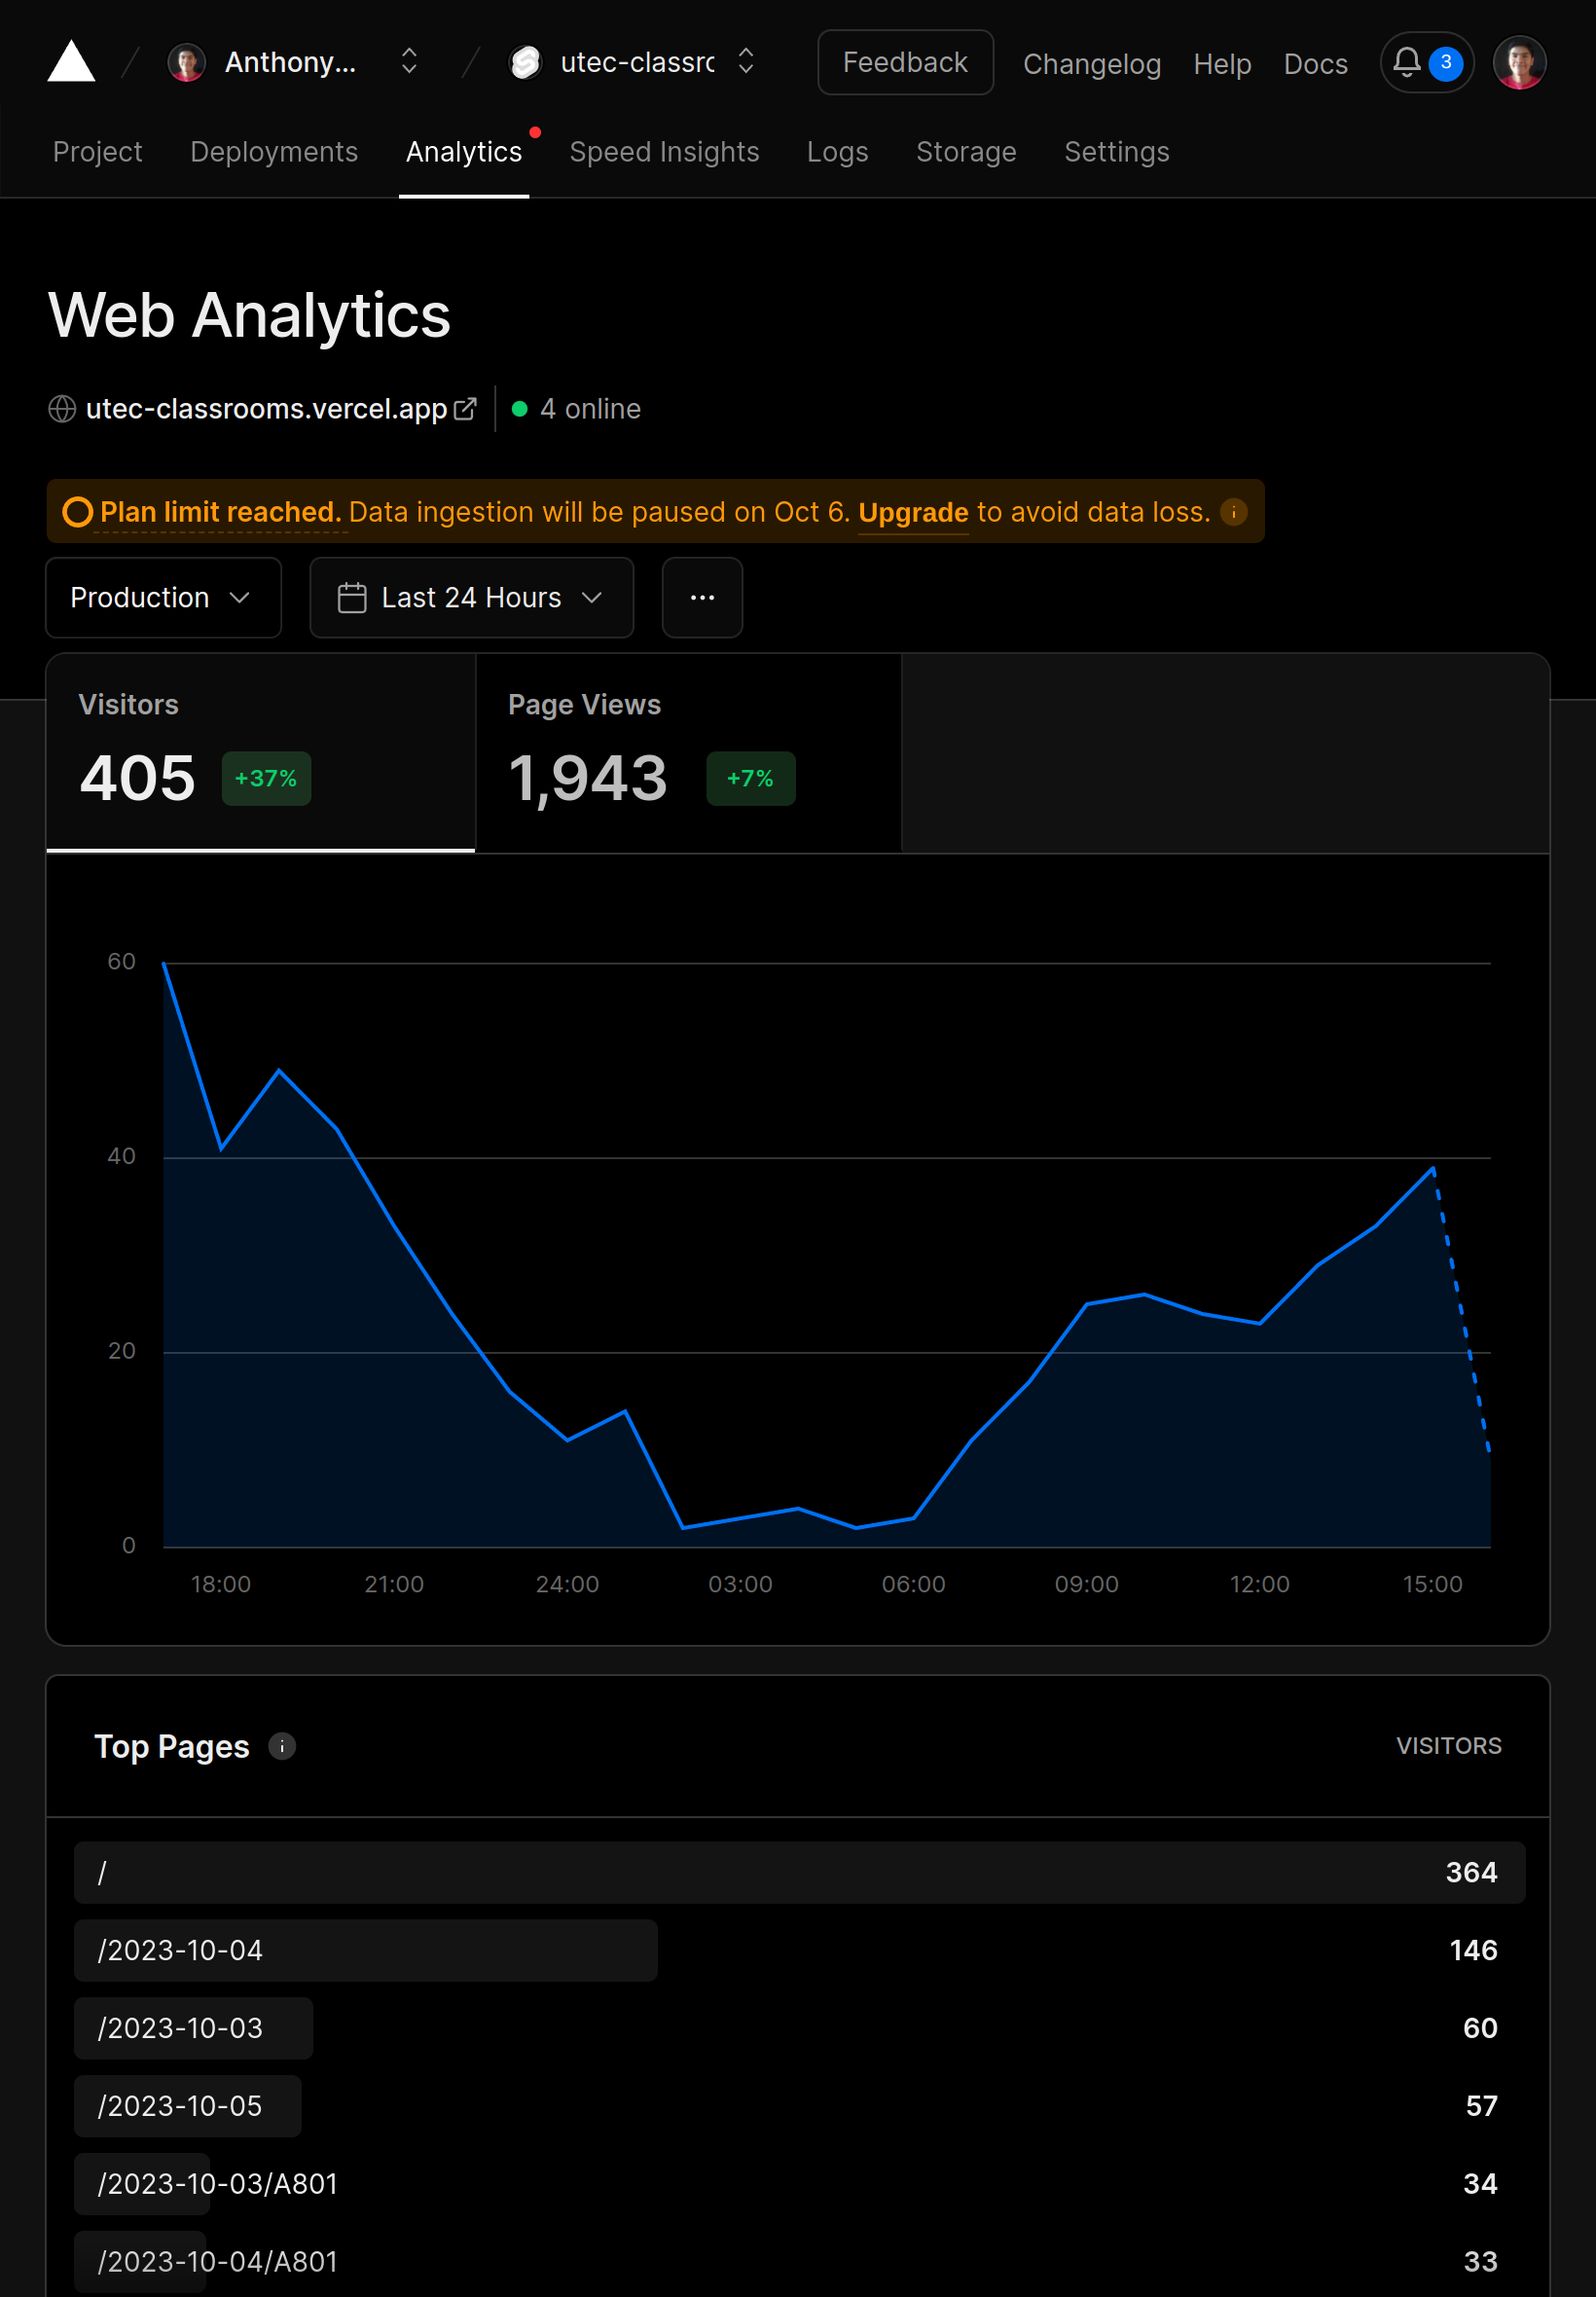 Anthony...
utec-classro
Feedback
Changelog
Help
Docs
3
Project
Deployments
Analytics
Speed Insights
Logs
Storage
Settings
Web Analytics
utec-classrooms.vercel.app
4 online
Plan limit reached. Data ingestion will be paused on Oct 6. Upgrade to avoid data loss.
Production
Last 24 Hours
Visitors
405 +37%
Page Views
1,943 +7%
60
40
20
0
18:00 21:00 24:00 03:00 06:00 09:00 12:00 15:00
Top Pages
VISITORS
/ 364
/2023-10-04 146
/2023-10-03 60
/2023-10-05 57
/2023-10-03/A801 34
/2023-10-04/A801 33